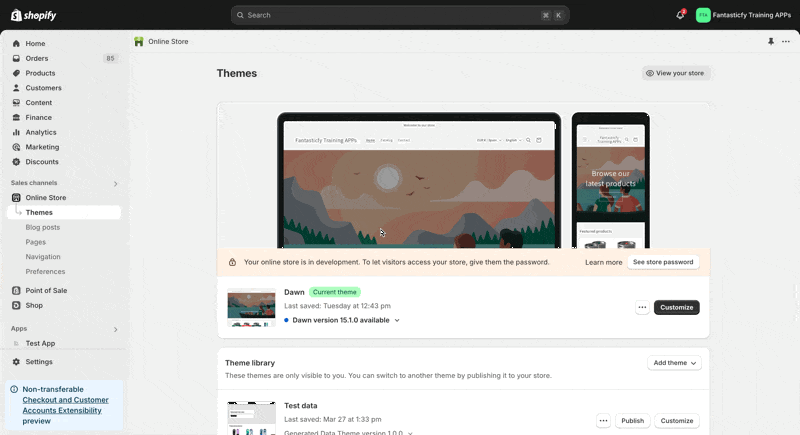 shopify
Search
⌘ K
2
FTA
Fantasticfy Training APPs
Home
Orders 85
Products
Customers
Content
Finance
Analytics
Marketing
Discounts
Sales channels
Online Store
Themes
Blog posts
Pages
Navigation
Preferences
Point of Sale
Shop
Apps
Test App
Settings
Non-transferable
Checkout and Customer
Accounts Extensibility
preview
Online Store
Themes
View your store
Welcome to our store
Fantasticfy Training APPs
Home Catalog Contact
English
Browse our
latest products
Featured products
Your online store is in development. To let visitors access your store, give them the password.
Learn more
See store password
Dawn Current theme
Last saved: Tuesday at 12:43 pm
Dawn version 15.1.0 available
Customize
Theme library
Add theme
These themes are only visible to you. You can switch to another theme by publishing it to your store.
Test data
Last saved: Mar 27 at 1:33 pm
Generated Data Theme version 1.0.0
Publish
Customize